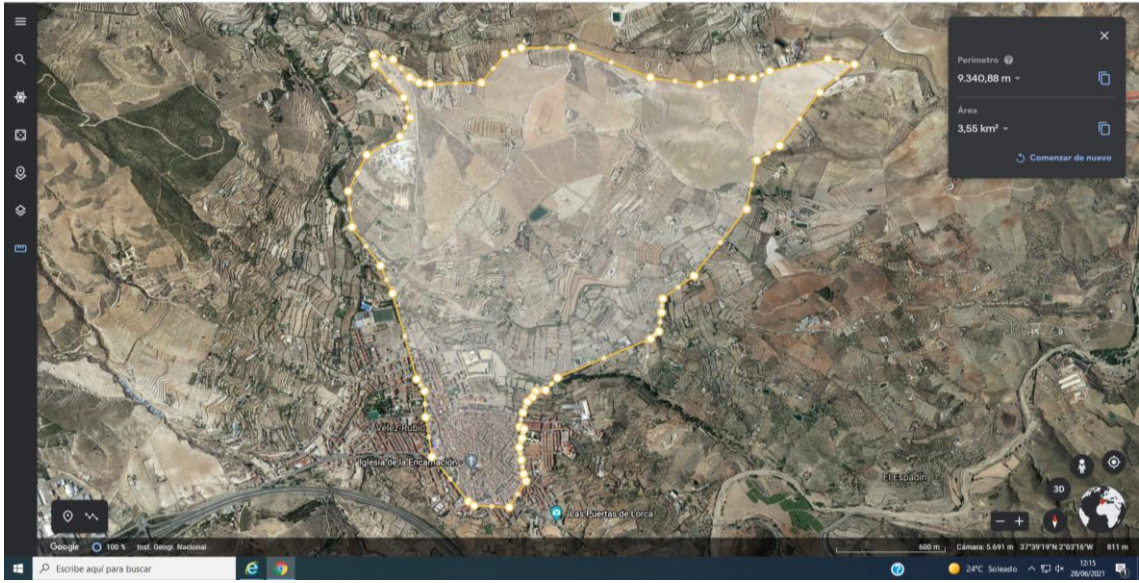 Perímetro
9.340,88 m
Área
3,55 km²
Comenzar de nuevo
Vélez-Rubio
Iglesia de la Encarnación
El Espadín
Las Puertas de Lorca
3D
Google
100 %
Inst. Geogr. Nacional
600 m
Cámara: 5.691 m
37°39'19"N 2°03'16"W
811 m
Escribe aquí para buscar
24°C Soleado
12:15
28/06/2021